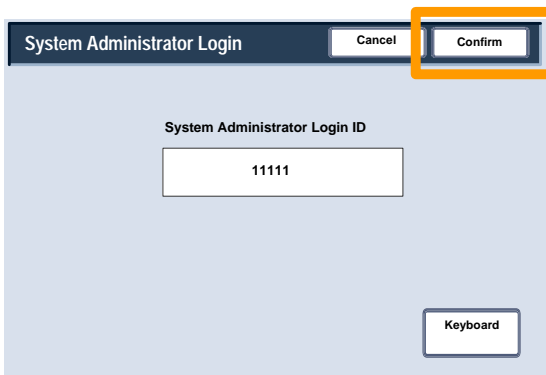 System Administrator Login Cancel Confirm
System Administrator Login ID
11111
Keyboard